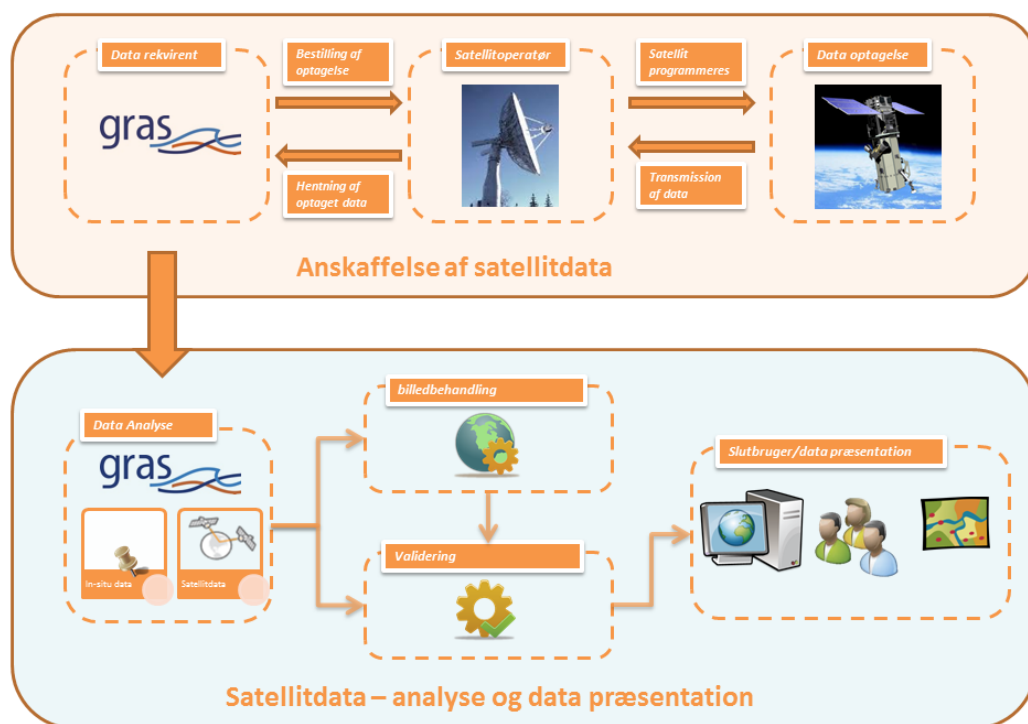 Data rekvirent
Bestilling af
optagelse
Satellitoperatør
Satellit
programmeres
Data optagelse
gras
Hentning af
optaget data
Transmission
af data
Anskaffelse af satellitdata
billedbehandling
Data Analyse
gras
In-situ data
Satellitdata
Validering
Slutbruger/data præsentation
Satellitdata – analyse og data præsentation